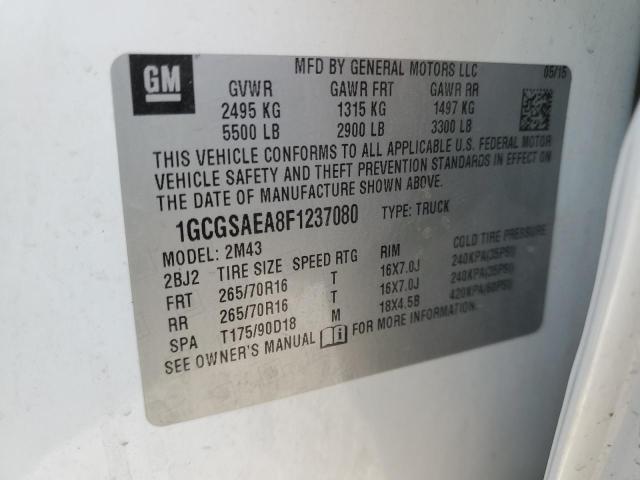 GM
MFD BY GENERAL MOTORS LLC 05/15
GVWR GAWR FRT GAWR RR
2495 KG 1315 KG 1497 KG
5500 LB 2900 LB 3300 LB
THIS VEHICLE CONFORMS TO ALL APPLICABLE U.S. FEDERAL MOTOR
VEHICLE SAFETY AND THEFT PREVENTION STANDARDS IN EFFECT ON
THE DATE OF MANUFACTURE SHOWN ABOVE.
1GCGSAEA8F1237080 TYPE: TRUCK
MODEL: 2M43
2BJ2 TIRE SIZE SPEED RTG RIM COLD TIRE PRESSURE
FRT 265/70R16 T 16X7.0J 240KPA(35PSI)
RR 265/70R16 T 16X7.0J 240KPA(35PSI)
SPA T175/90D18 M 18X4.5B 420KPA(60PSI)
SEE OWNER'S MANUAL i FOR MORE INFORMATION.